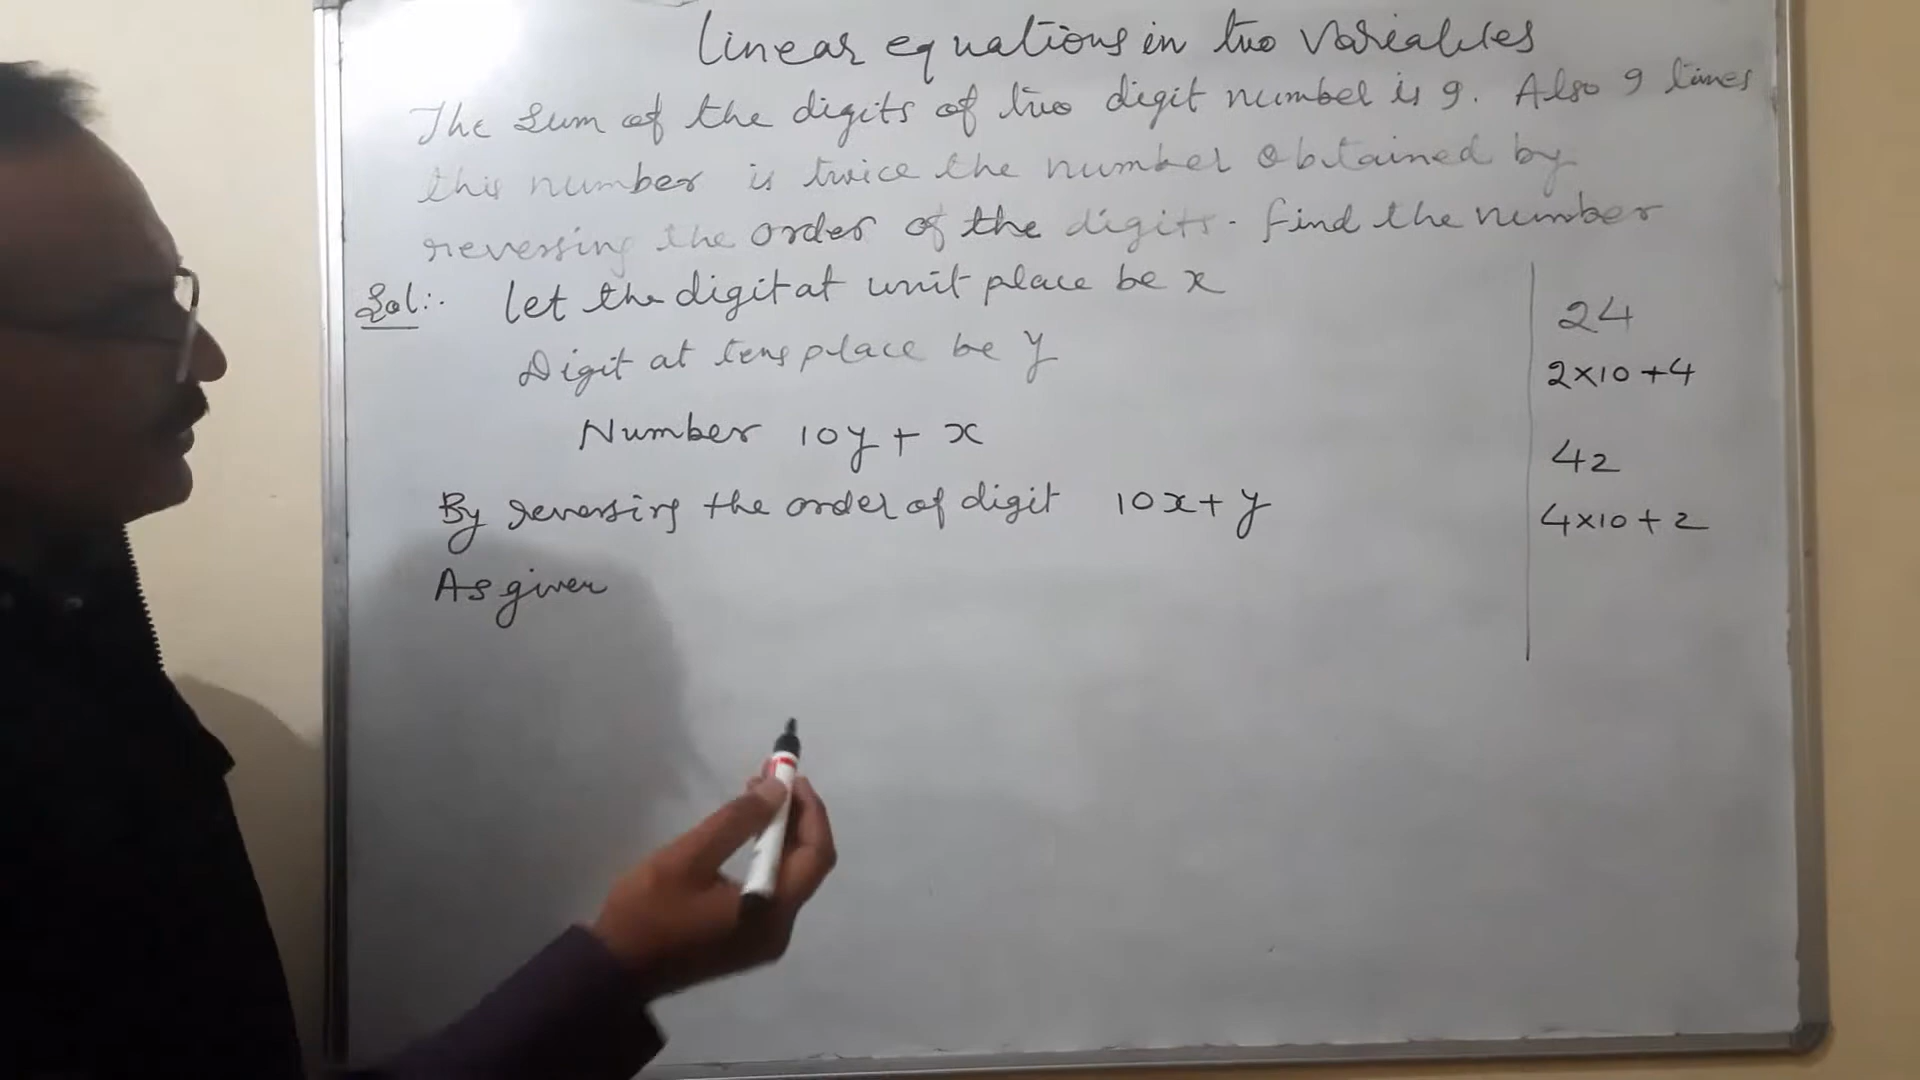 linear equations in two variables
The sum of the digits of two digit number is 9. Also 9 times
this number is twice the number obtained by
reversing the order of the digits. find the number
Sol:. let the digit at unit place be x
Digit at tens place be y
Number 10y + x
By reversing the order of digit 10x + y
As given
24
2×10 + 4
42
4×10 + 2